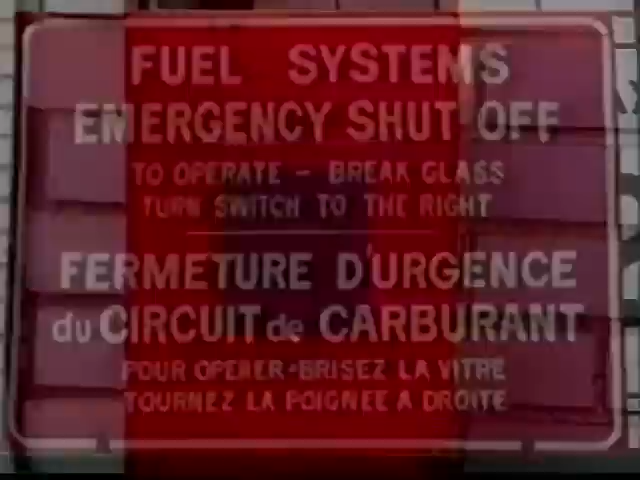 FUEL SYSTEMS
EMERGENCY SHUT OFF
TO OPERATE - BREAK GLASS
TURN SWITCH TO THE RIGHT
FERMETURE D'URGENCE
du CIRCUIT de CARBURANT
POUR OPERER-BRISEZ LA VITRE
TOURNEZ LA POIGNEE A DROITE